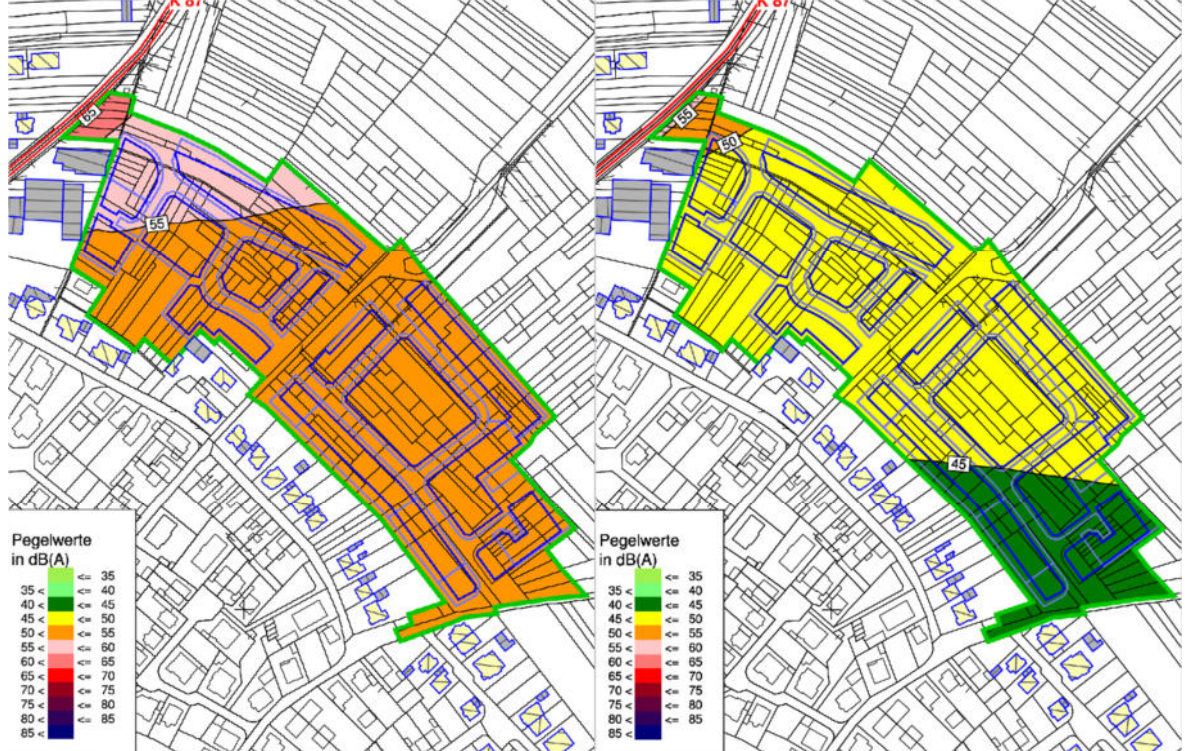 K 87
65
55
Pegelwerte
in dB(A)
<= 35
35 < <= 40
40 < <= 45
45 < <= 50
50 < <= 55
55 < <= 60
60 < <= 65
65 < <= 70
70 < <= 75
75 < <= 80
80 < <= 85
85 <
K 87
55
50
45
Pegelwerte
in dB(A)
<= 35
35 < <= 40
40 < <= 45
45 < <= 50
50 < <= 55
55 < <= 60
60 < <= 65
65 < <= 70
70 < <= 75
75 < <= 80
80 < <= 85
85 <